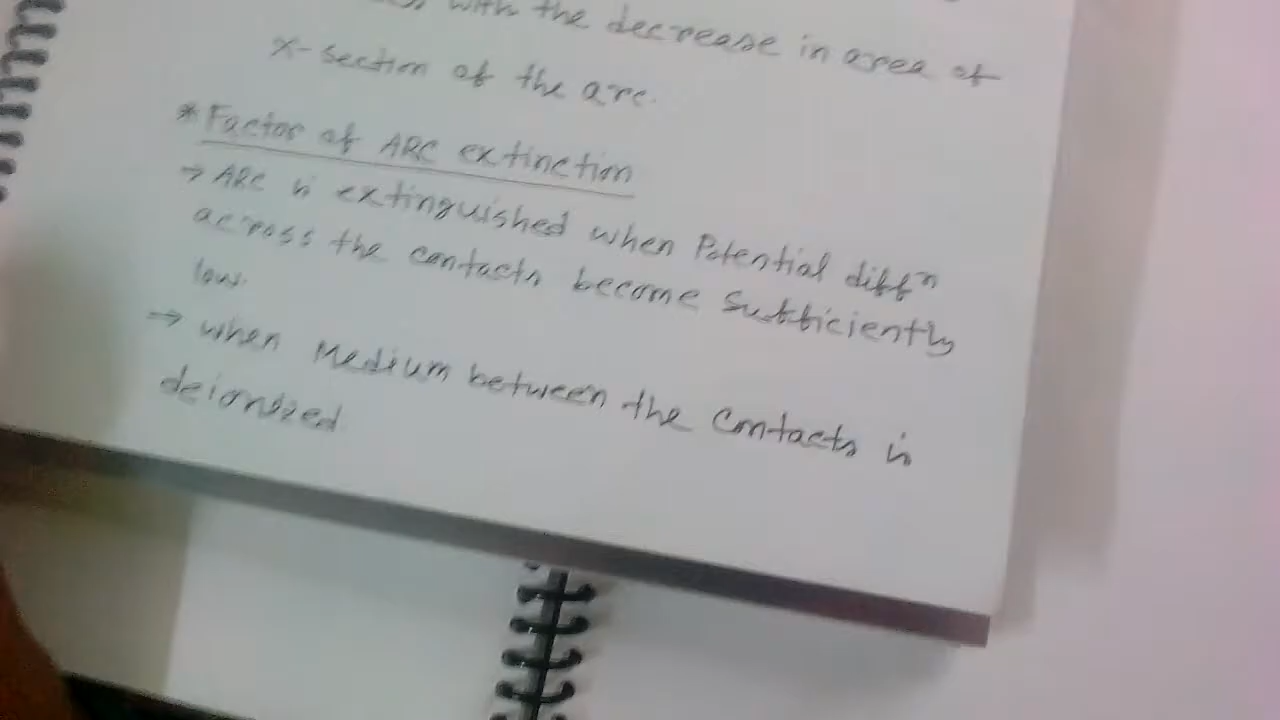 with the decrease in area of
x-section of the arc.
* Factor of ARC extinction
→ ARC is extinguished when Potential diffn
across the contacts become sufficiently
low.
→ when Medium between the contacts is
deionized.